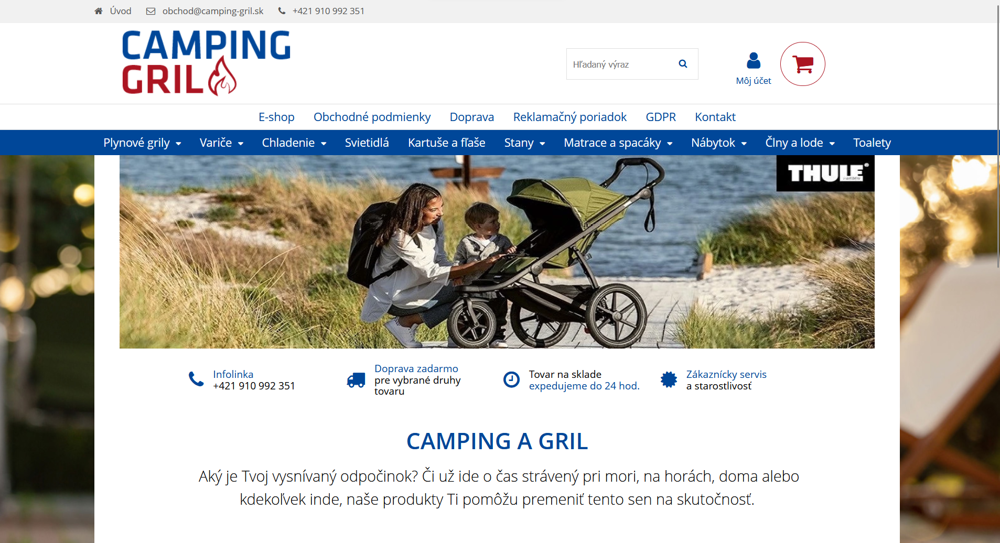 Úvod obchod@camping-gril.sk +421 910 992 351
CAMPING
GRIL
Hľadaný výraz
Môj účet
E-shop Obchodné podmienky Doprava Reklamačný poriadok GDPR Kontakt
Plynové grily Variče Chladenie Svietidlá Kartuše a fľaše Stany Matrace a spacáky Nábytok Člny a lode Toalety
THULE
Infolinka
+421 910 992 351
Doprava zadarmo
pre vybrané druhy
tovaru
Tovar na sklade
expedujeme do 24 hod.
Zákaznícky servis
a starostlivosť
CAMPING A GRIL
Aký je Tvoj vysnívaný odpočinok? Či už ide o čas strávený pri mori, na horách, doma alebo
kdekoľvek inde, naše produkty Ti pomôžu premeniť tento sen na skutočnosť.